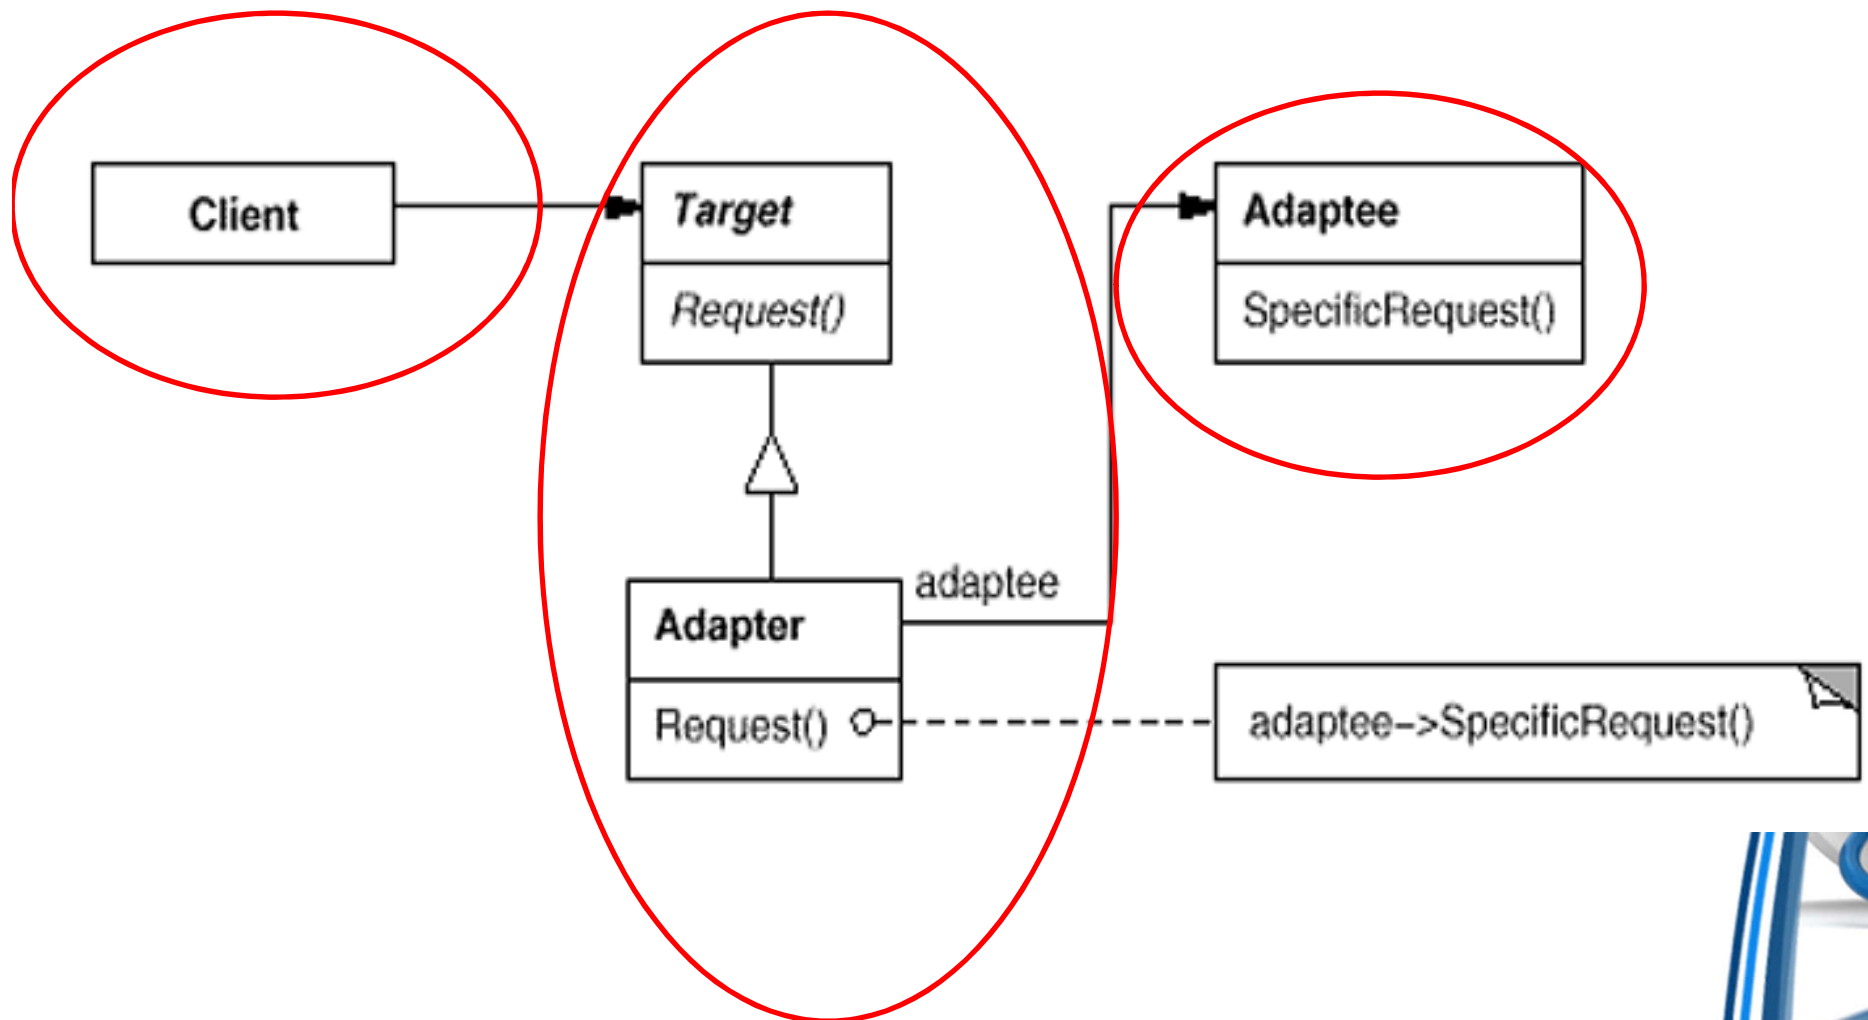 Client
Target
Request()
Adaptee
SpecificRequest()
adaptee
Adapter
Request()
adaptee–>SpecificRequest()